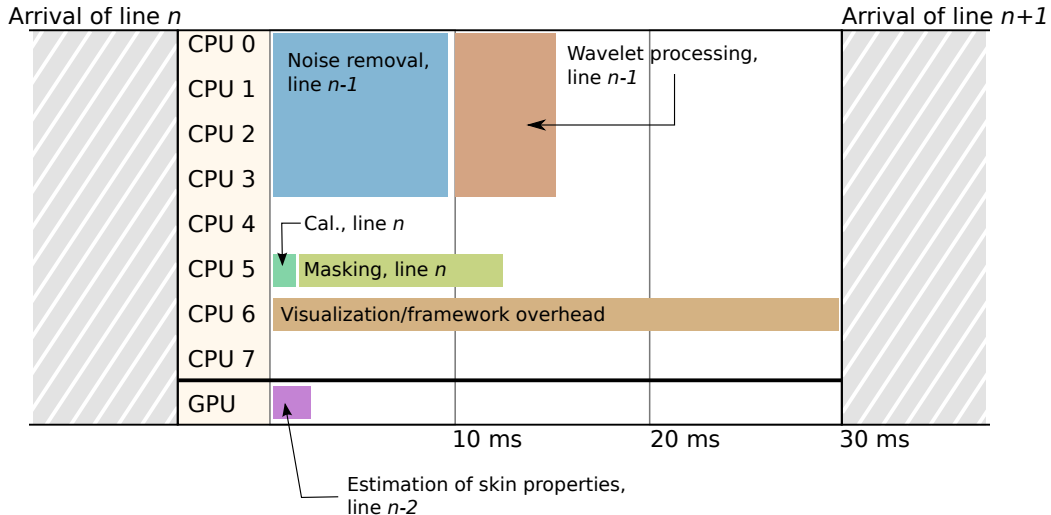 Arrival of line n
Arrival of line n+1
CPU 0
CPU 1
CPU 2
CPU 3
CPU 4
CPU 5
CPU 6
CPU 7
GPU
Noise removal,
line n-1
Wavelet processing,
line n-1
Cal., line n
Masking, line n
Visualization/framework overhead
10 ms
20 ms
30 ms
Estimation of skin properties,
line n-2